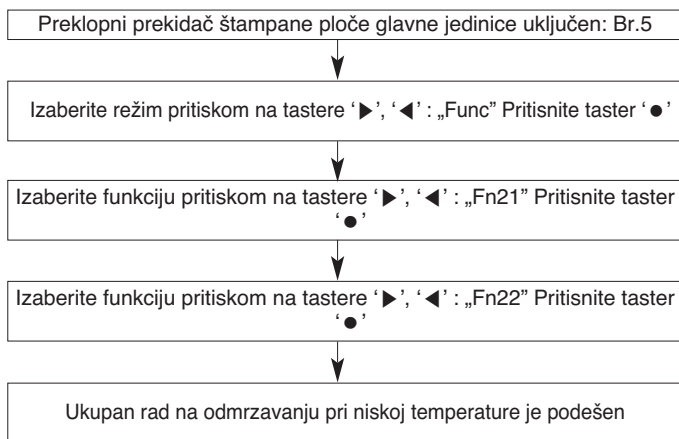 Preklopni prekidač štampane ploče glavne jedinice uključen: Br.5
Izaberite režim pritiskom na tastere ‘▶’, ‘◀’ : „Func” Pritisnite taster ‘●’
Izaberite funkciju pritiskom na tastere ‘▶’, ‘◀’ : „Fn21” Pritisnite taster
‘●’
Izaberite funkciju pritiskom na tastere ‘▶’, ‘◀’ : „Fn22” Pritisnite taster
‘●’
Ukupan rad na odmrzavanju pri niskoj temperature je podešen